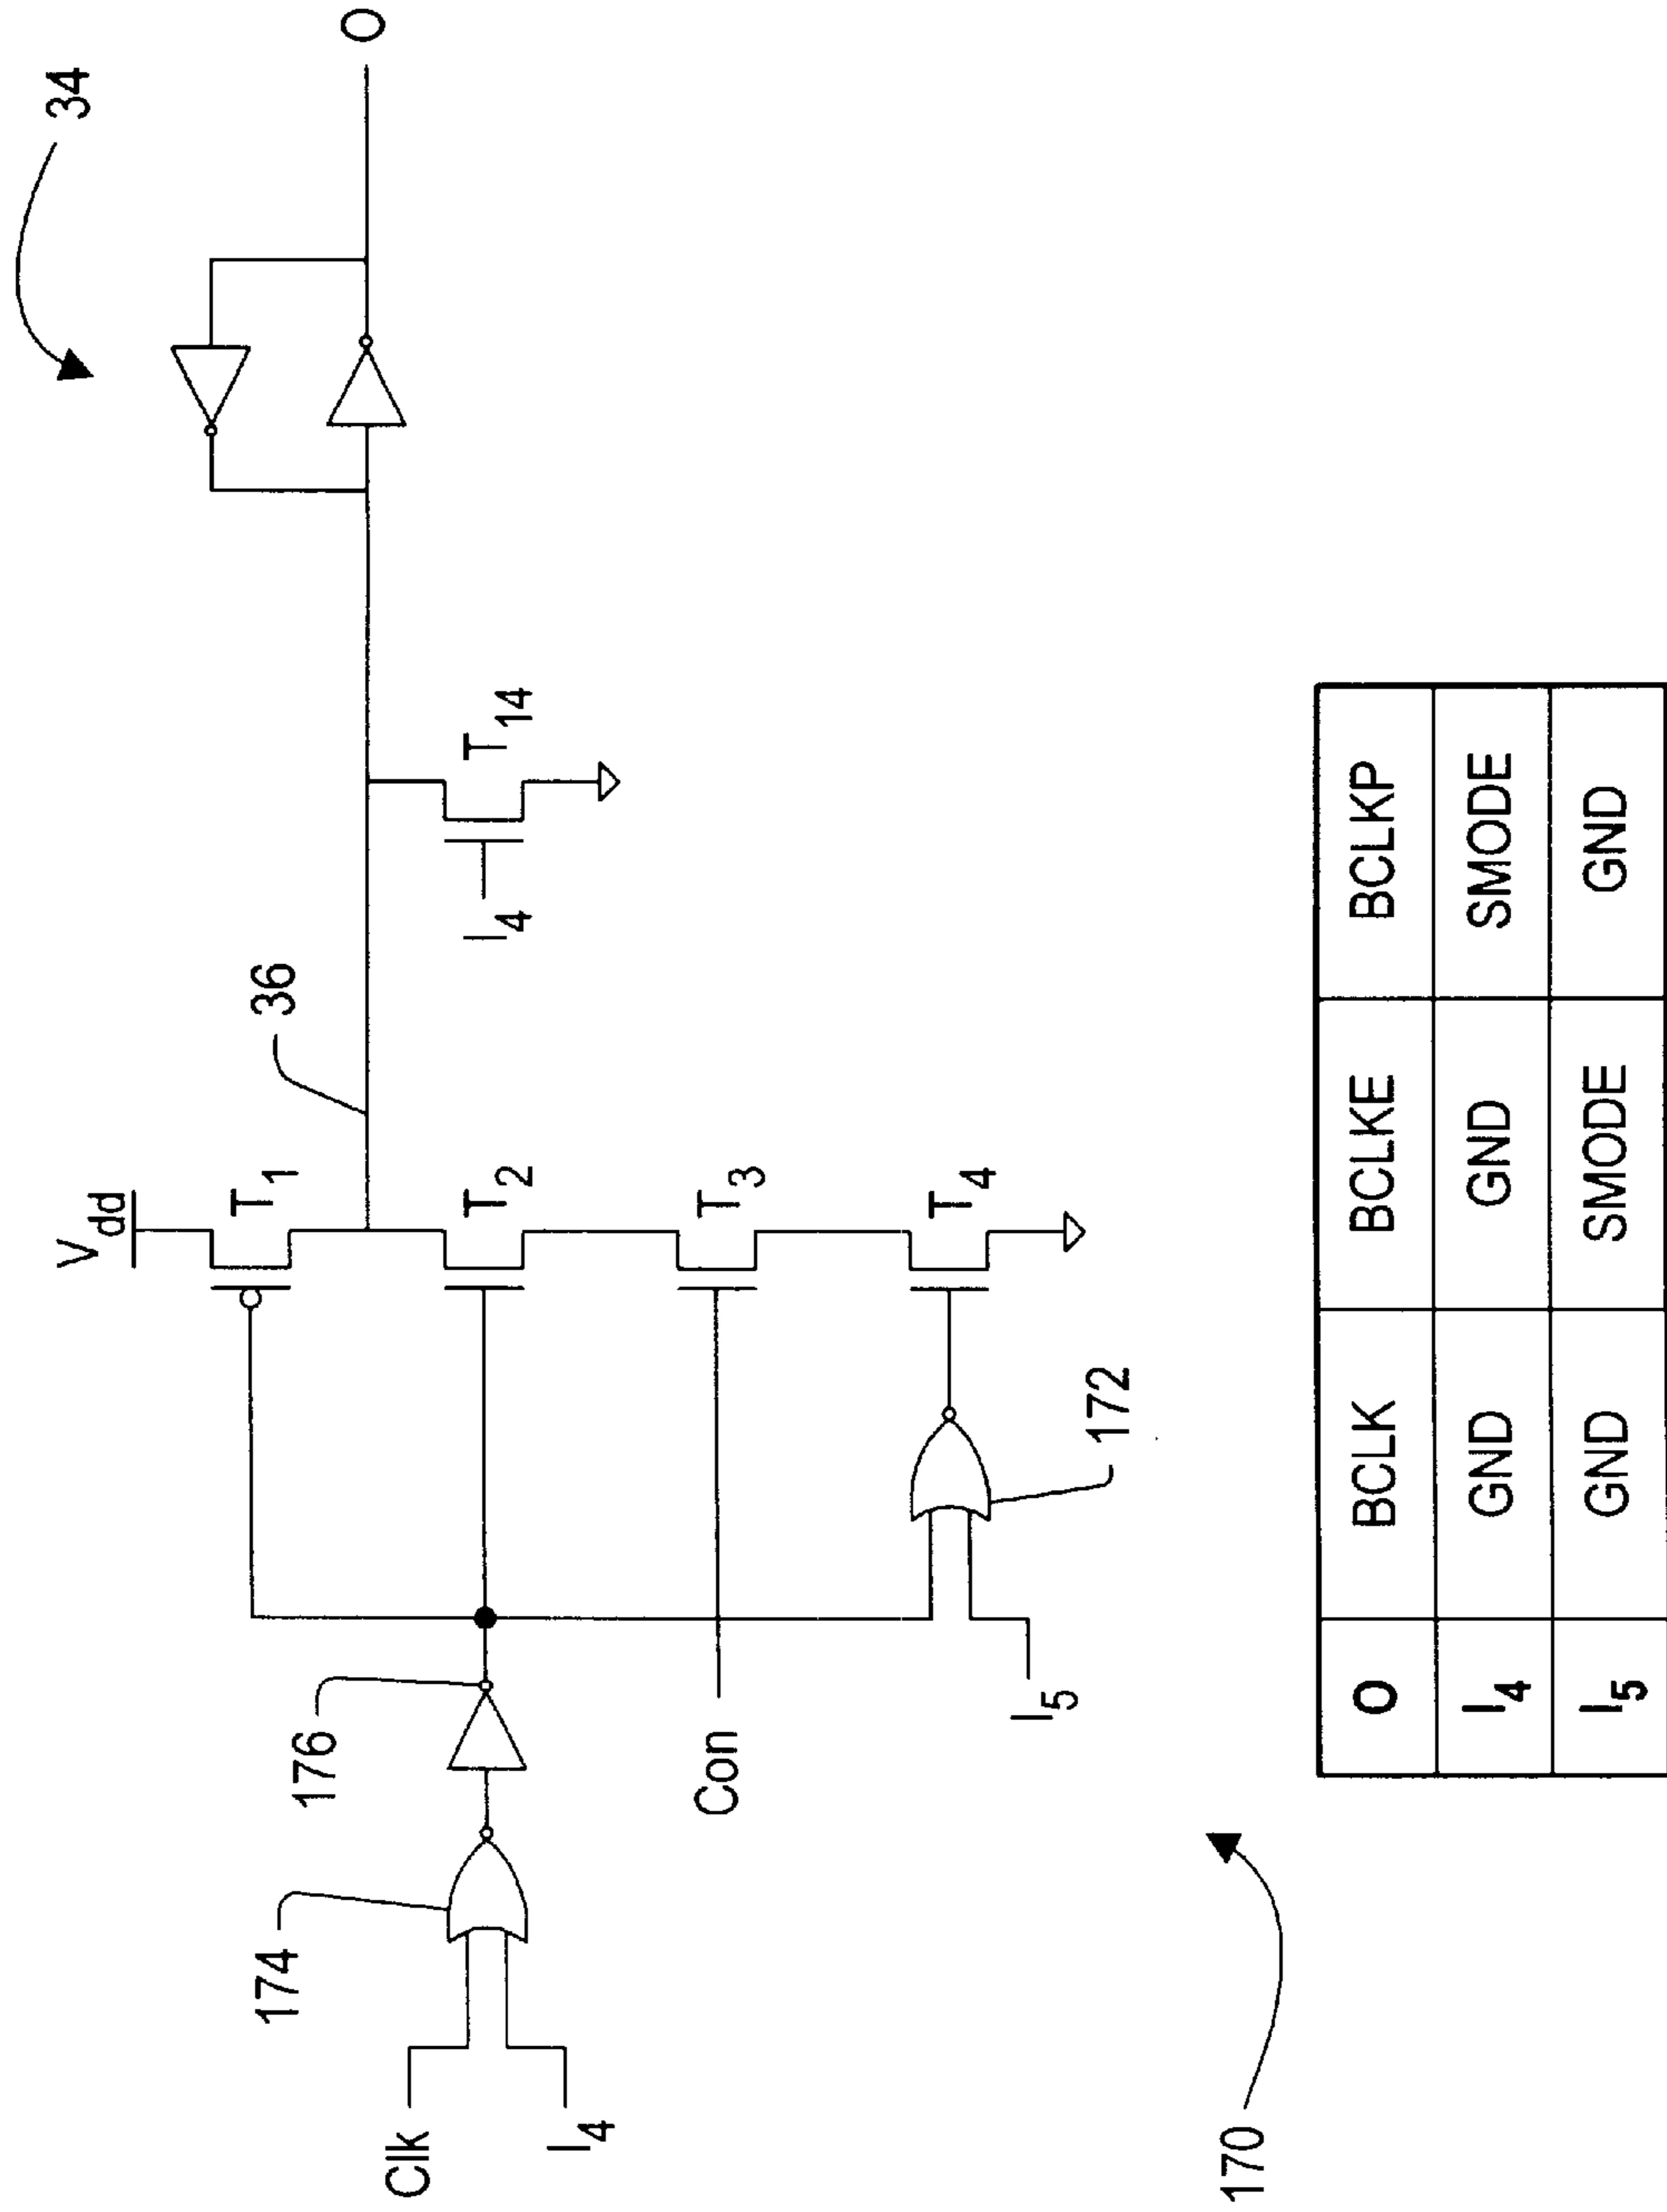 34
V dd
36
O
T1
174
176
T14
Clk
T2
I4
I4
Con
T3
T4
I5
172
170
O BCLK BCLKE BCLKP
I4 GND GND SMODE
I5 GND SMODE GND